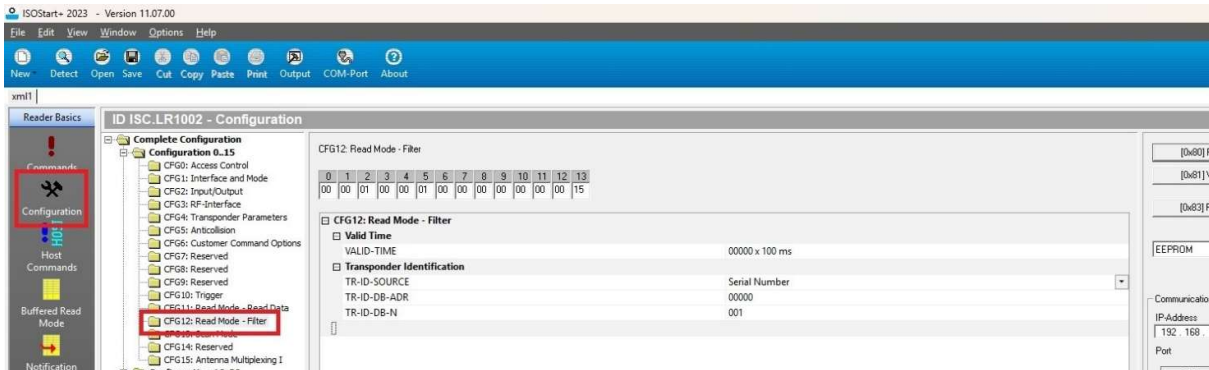 ISOStart+ 2023 - Version 11.07.00
File Edit View Window Options Help
New Detect Open Save Cut Copy Paste Print Output COM-Port About
xml1
Reader Basics
Commands
Configuration
Host
Commands
Buffered Read
Mode
Notification
ID ISC.LR1002 - Configuration
Complete Configuration
Configuration 0..15
CFG0: Access Control
CFG1: Interface and Mode
CFG2: Input/Output
CFG3: RF-Interface
CFG4: Transponder Parameters
CFG5: Anticollision
CFG6: Customer Command Options
CFG7: Reserved
CFG8: Reserved
CFG9: Reserved
CFG10: Trigger
CFG11: Read Mode - Read Data
CFG12: Read Mode - Filter
CFG13: Scan Mode
CFG14: Reserved
CFG15: Antenna Multiplexing I
CFG12: Read Mode - Filter
0 1 2 3 4 5 6 7 8 9 10 11 12 13
00 00 01 00 00 01 00 00 00 00 00 00 00 15
CFG12: Read Mode - Filter
Valid Time
VALID-TIME 00000 x 100 ms
Transponder Identification
TR-ID-SOURCE Serial Number
TR-ID-DB-ADR 00000
TR-ID-DB-N 001
[0x80] R
[0x81] W
[0x83] R
EEPROM
Communicatio
IP-Address
192 . 168 .
Port